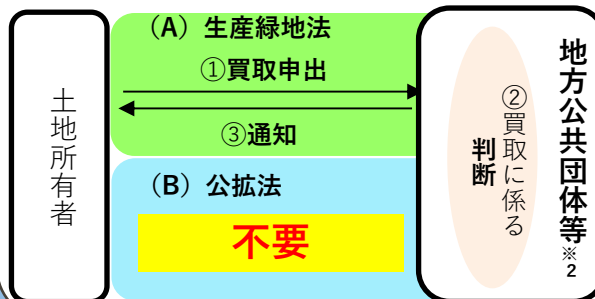 土地所有者
（A）生産緑地法
①買取申出
③通知
（B）公拡法
不要
②買取に係る
判断
地方公共団体等※2